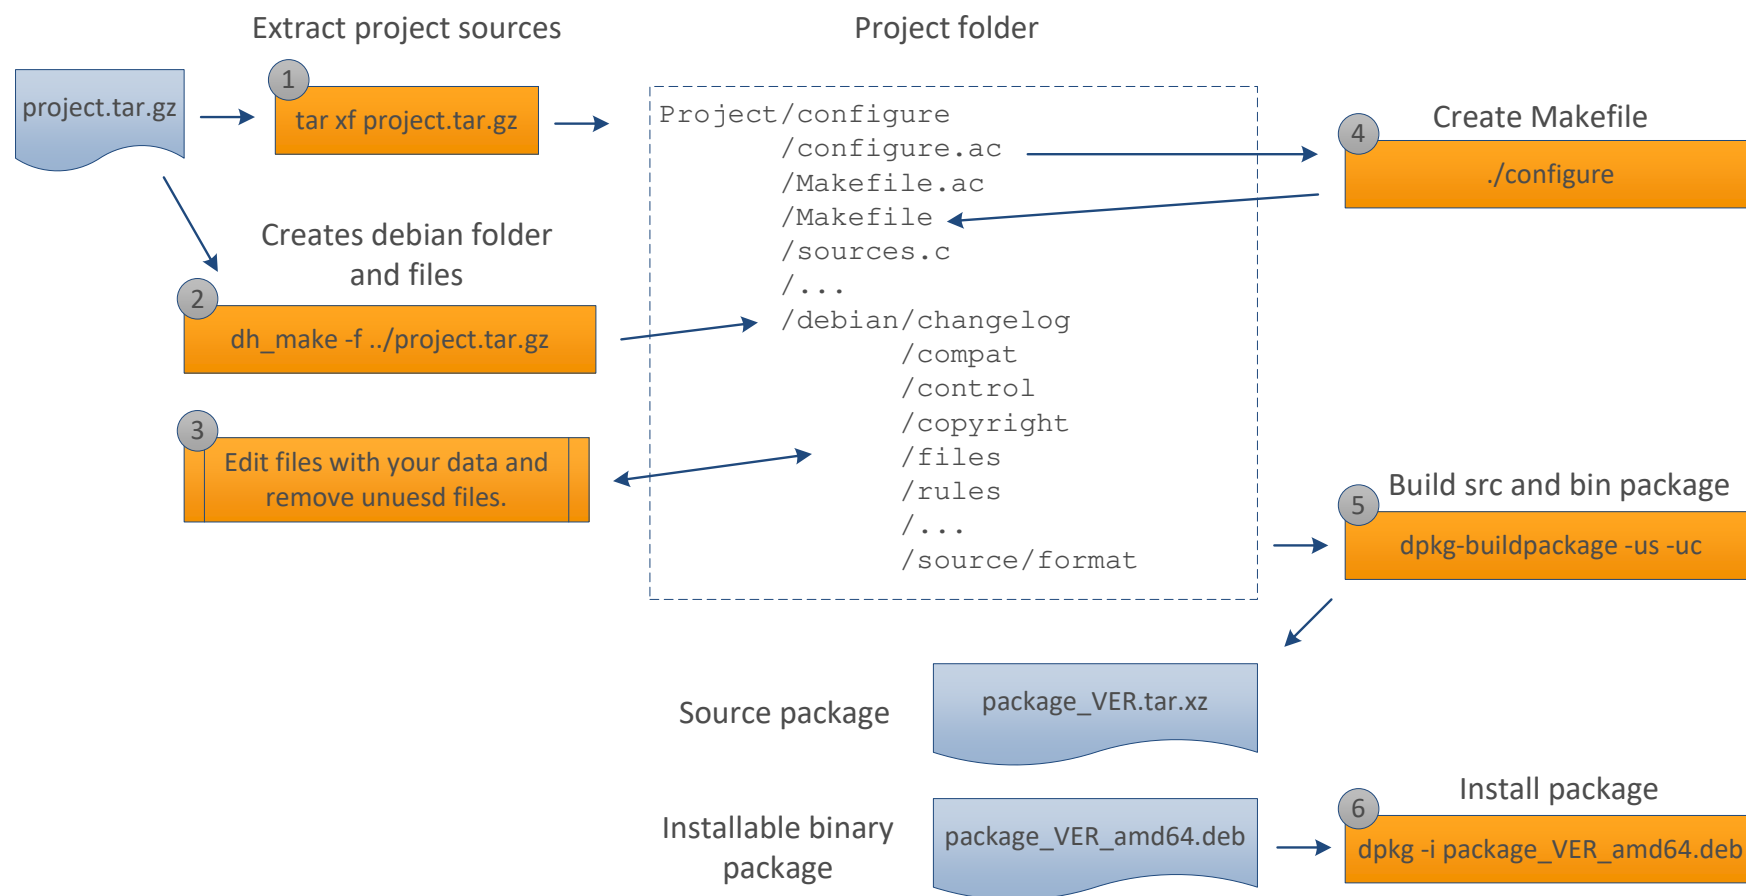 Extract project sources
Project folder
project.tar.gz
1
tar xf project.tar.gz
Project/configure
/configure.ac
/Makefile.ac
/Makefile
/sources.c
/...
/debian/changelog
/compat
/control
/copyright
/files
/rules
/...
/source/format
Create Makefile
4
./configure
Creates debian folder
and files
2
dh_make -f ../project.tar.gz
3
Edit files with your data and
remove unuesd files.
Build src and bin package
5
dpkg-buildpackage -us -uc
Source package
package_VER.tar.xz
Installable binary
package
package_VER_amd64.deb
Install package
6
dpkg -i package_VER_amd64.deb